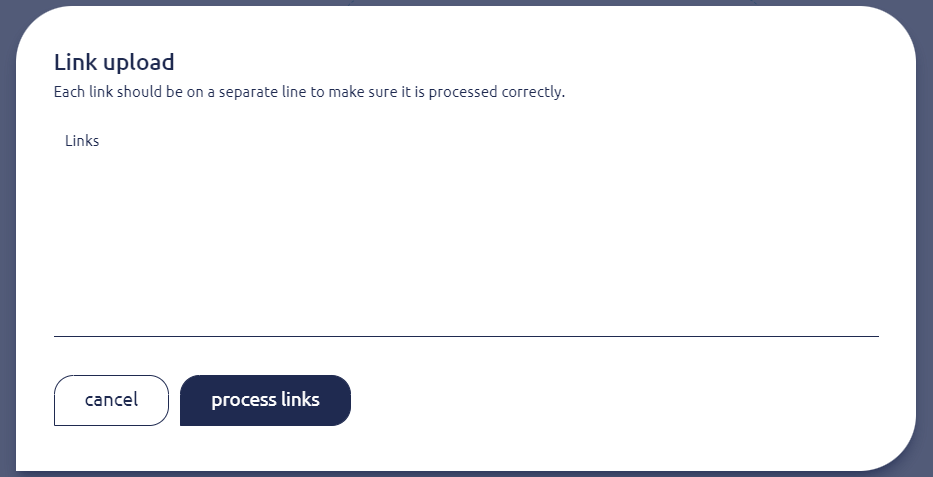 Link upload
Each link should be on a separate line to make sure it is processed correctly.
Links
cancel
process links